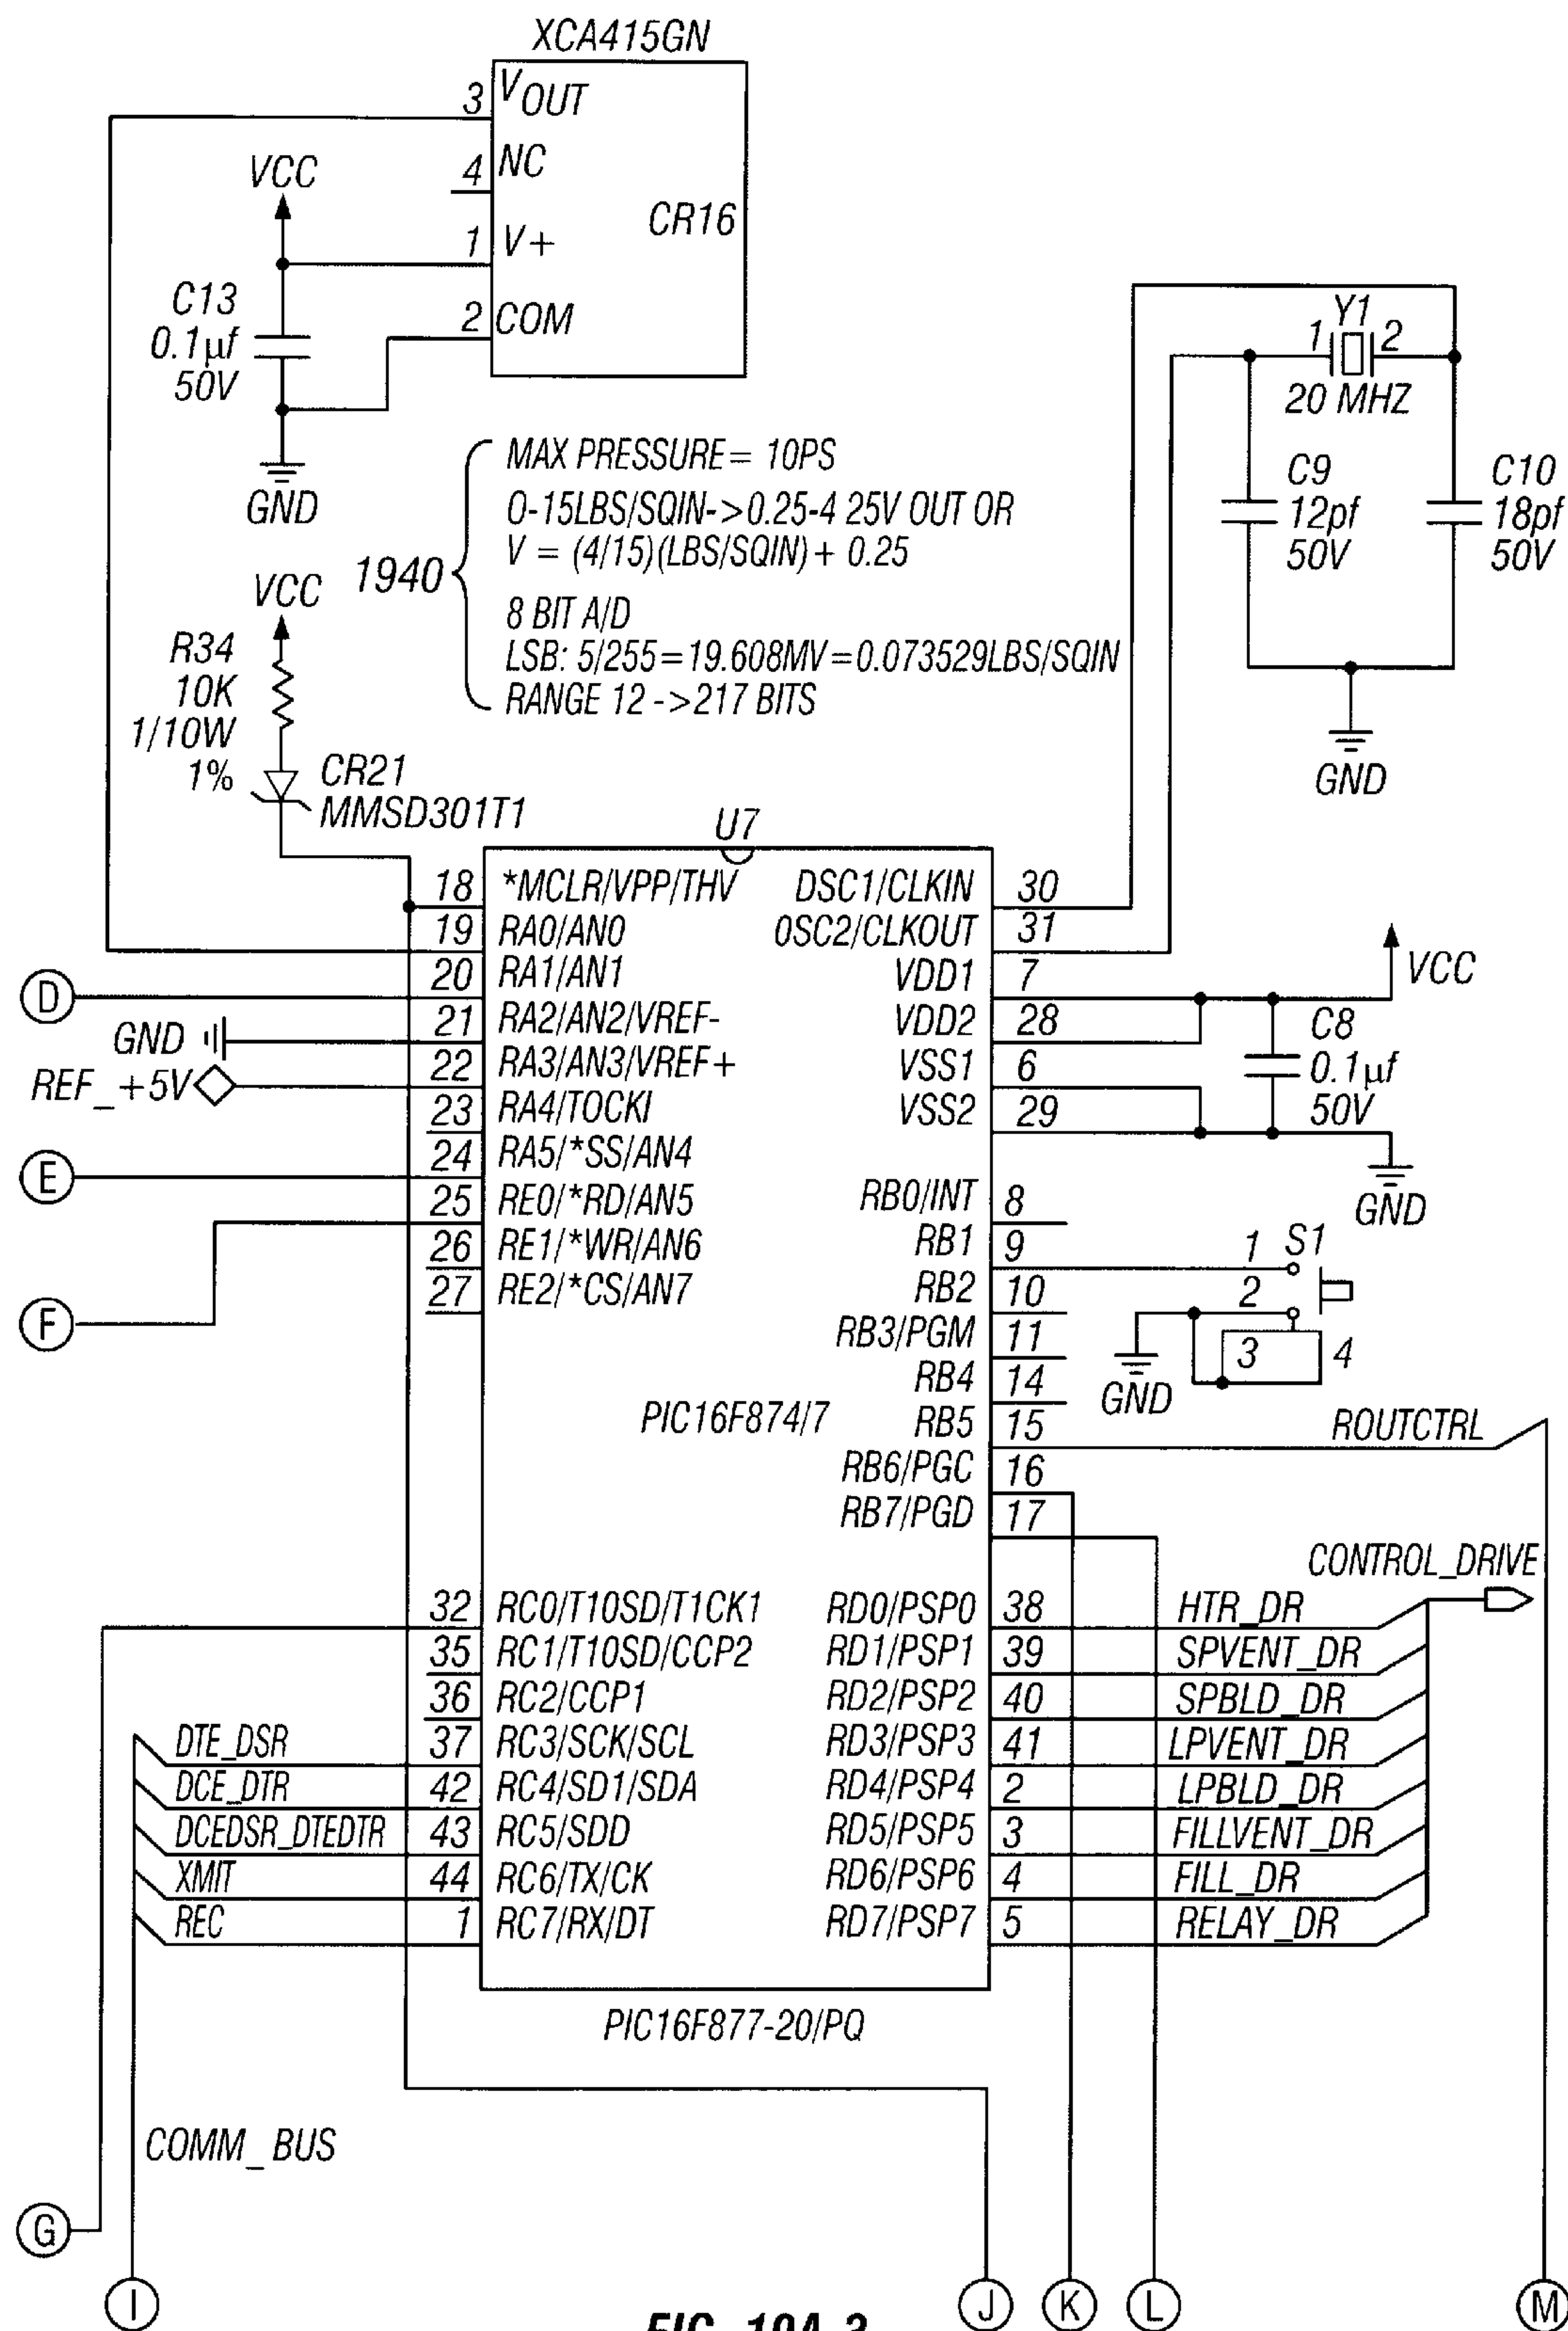 XCA415GN
3 VOUT
4 NC
CR16
1 V+
2 COM
VCC
C13
0.1µf
50V
GND
Y1
1 2
20 MHZ
C9
12pf
50V
C10
18pf
50V
GND
1940
MAX PRESSURE= 10PS
0-15LBS/SQIN->0.25-4 25V OUT OR
V = (4/15)(LBS/SQIN)+ 0.25
8 BIT A/D
LSB: 5/255=19.608MV=0.073529LBS/SQIN
RANGE 12 ->217 BITS
VCC
R34
10K
1/10W
1%
CR21
MMSD301T1
U7
18 *MCLR/VPP/THV
19 RA0/AN0
20 RA1/AN1
21 RA2/AN2/VREF-
22 RA3/AN3/VREF+
23 RA4/TOCKI
24 RA5/*SS/AN4
25 RE0/*RD/AN5
26 RE1/*WR/AN6
27 RE2/*CS/AN7
D
GND
REF_+5V
E
F
DSC1/CLKIN 30
OSC2/CLKOUT 31
VDD1 7
VDD2 28
VSS1 6
VSS2 29
VCC
C8
0.1µf
50V
GND
RB0/INT 8
RB1 9
RB2 10
RB3/PGM 11
RB4 14
RB5 15
RB6/PGC 16
RB7/PGD 17
1 S1
2
3 4
GND
ROUTCTRL
PIC16F874/7
CONTROL_DRIVE
32 RC0/T10SD/T1CK1
35 RC1/T10SD/CCP2
36 RC2/CCP1
DTE_DSR 37 RC3/SCK/SCL
DCE_DTR 42 RC4/SD1/SDA
DCEDSR_DTEDTR 43 RC5/SDD
XMIT 44 RC6/TX/CK
REC 1 RC7/RX/DT
RD0/PSP0 38 HTR_DR
RD1/PSP1 39 SPVENT_DR
RD2/PSP2 40 SPBLD_DR
RD3/PSP3 41 LPVENT_DR
RD4/PSP4 2 LPBLD_DR
RD5/PSP5 3 FILLVENT_DR
RD6/PSP6 4 FILL_DR
RD7/PSP7 5 RELAY_DR
PIC16F877-20/PQ
COMM_BUS
G
I
J
K
L
M
FIG. 19A-3